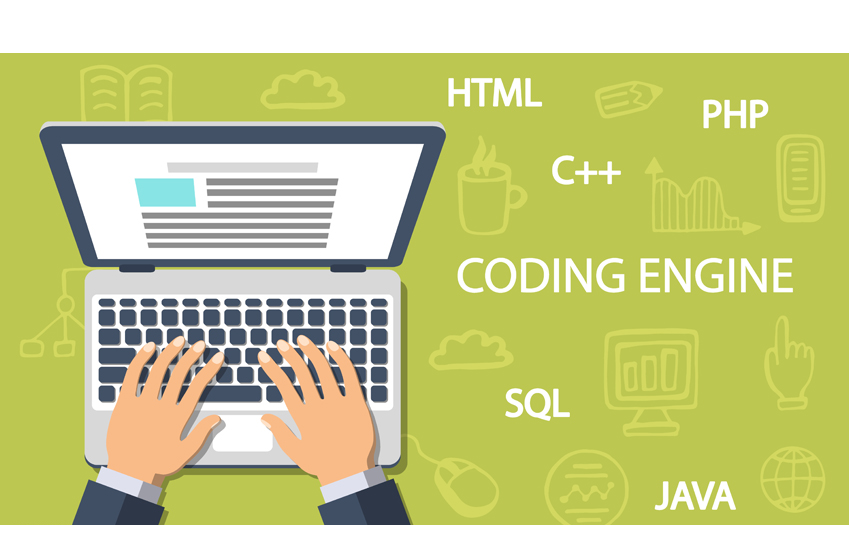 HTML
PHP
C++
CODING ENGINE
SQL
JAVA